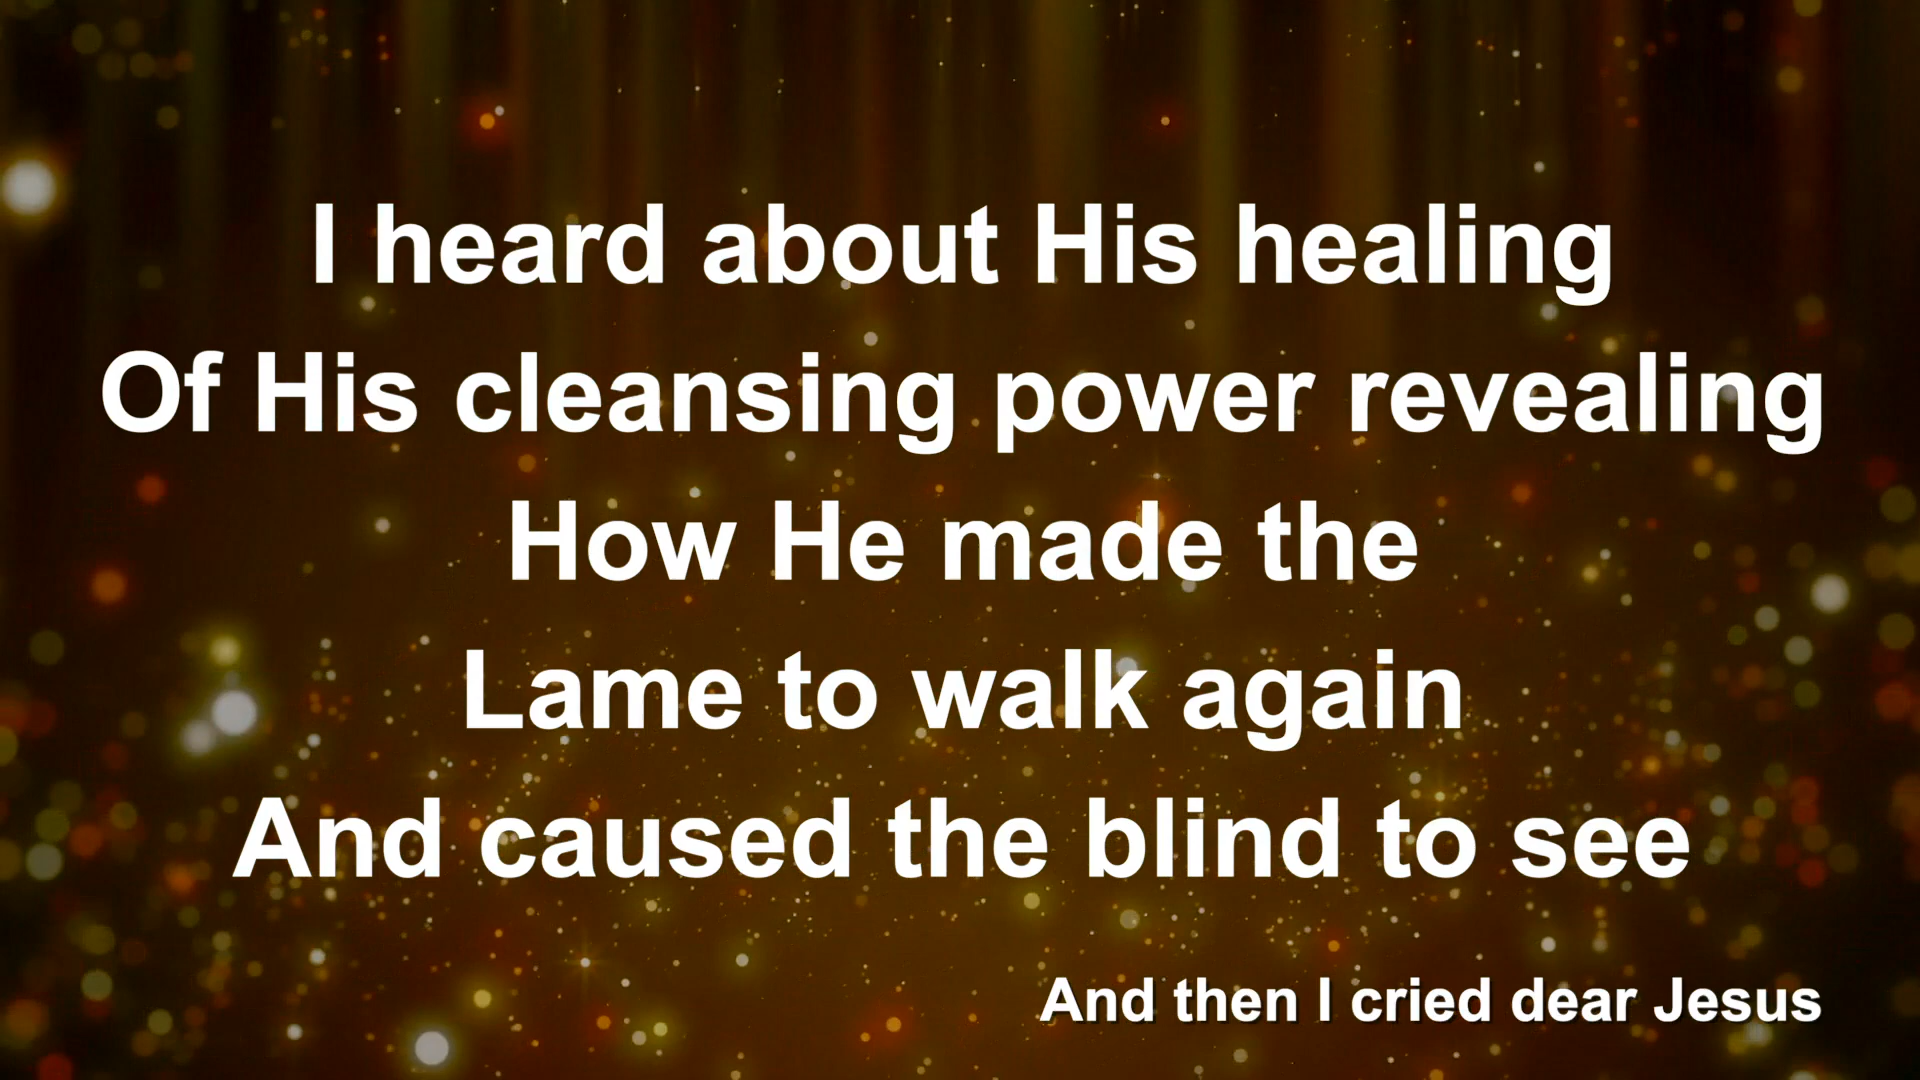 I heard about His healing
Of His cleansing power revealing
How He made the
Lame to walk again
And caused the blind to see
And then I cried dear Jesus